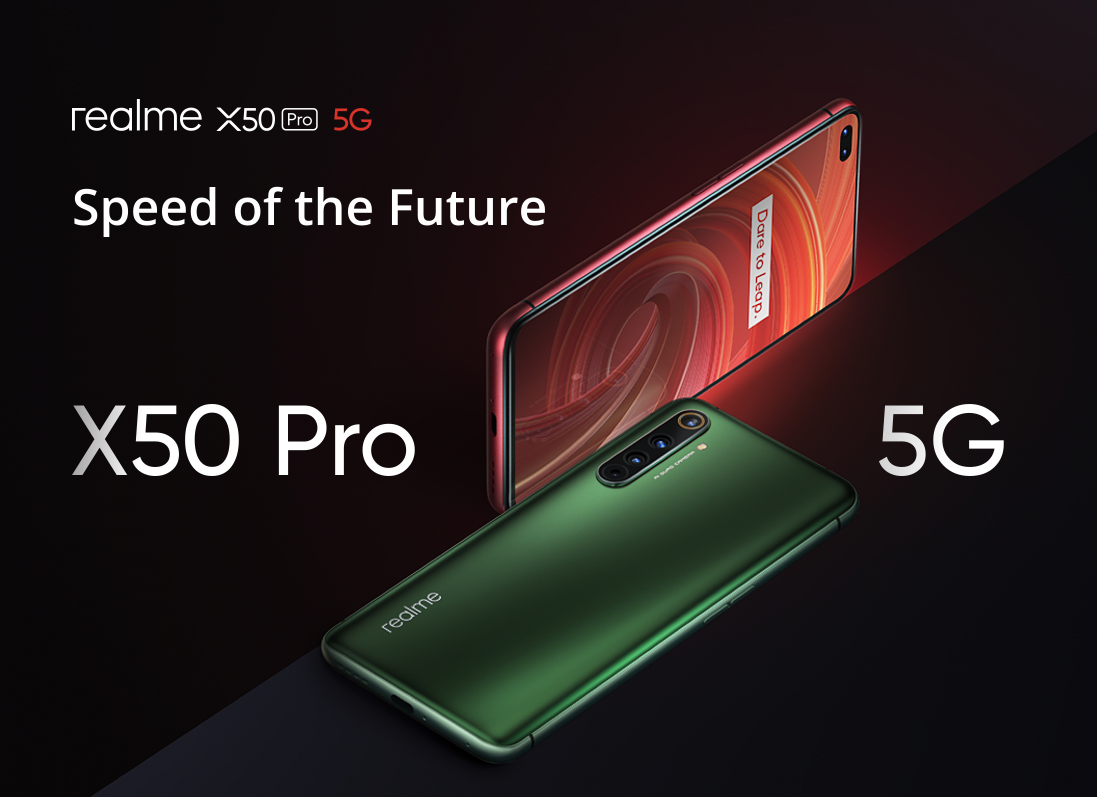 realme X50 Pro 5G
Speed of the Future
Dare to Leap.
X50 Pro 5G
realme